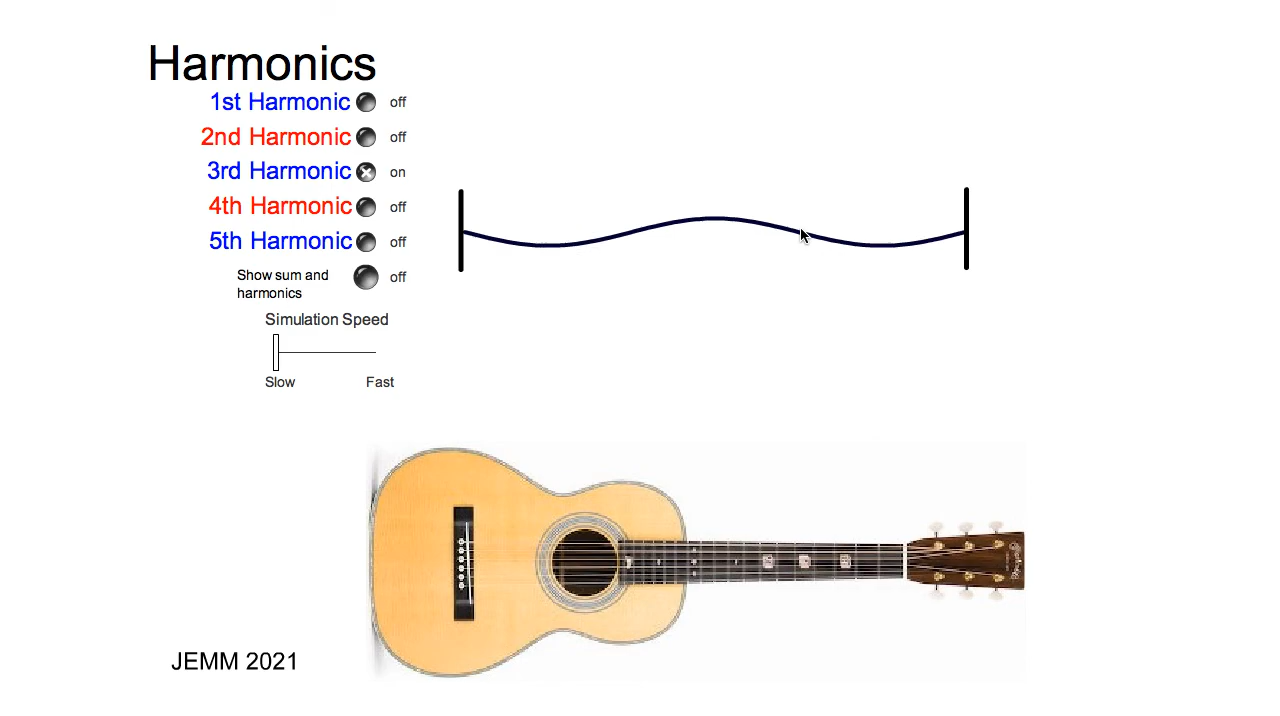 Harmonics
1st Harmonic off
2nd Harmonic off
3rd Harmonic on
4th Harmonic off
5th Harmonic off
Show sum and
harmonics off
Simulation Speed
Slow Fast
JEMM 2021